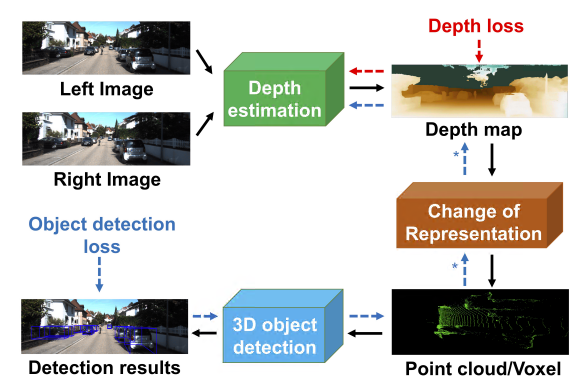 Depth loss
Left Image
Depth
estimation
Depth map
Right Image
*
Change of
Representation
Object detection
loss
*
3D object
detection
Detection results
Point cloud/Voxel